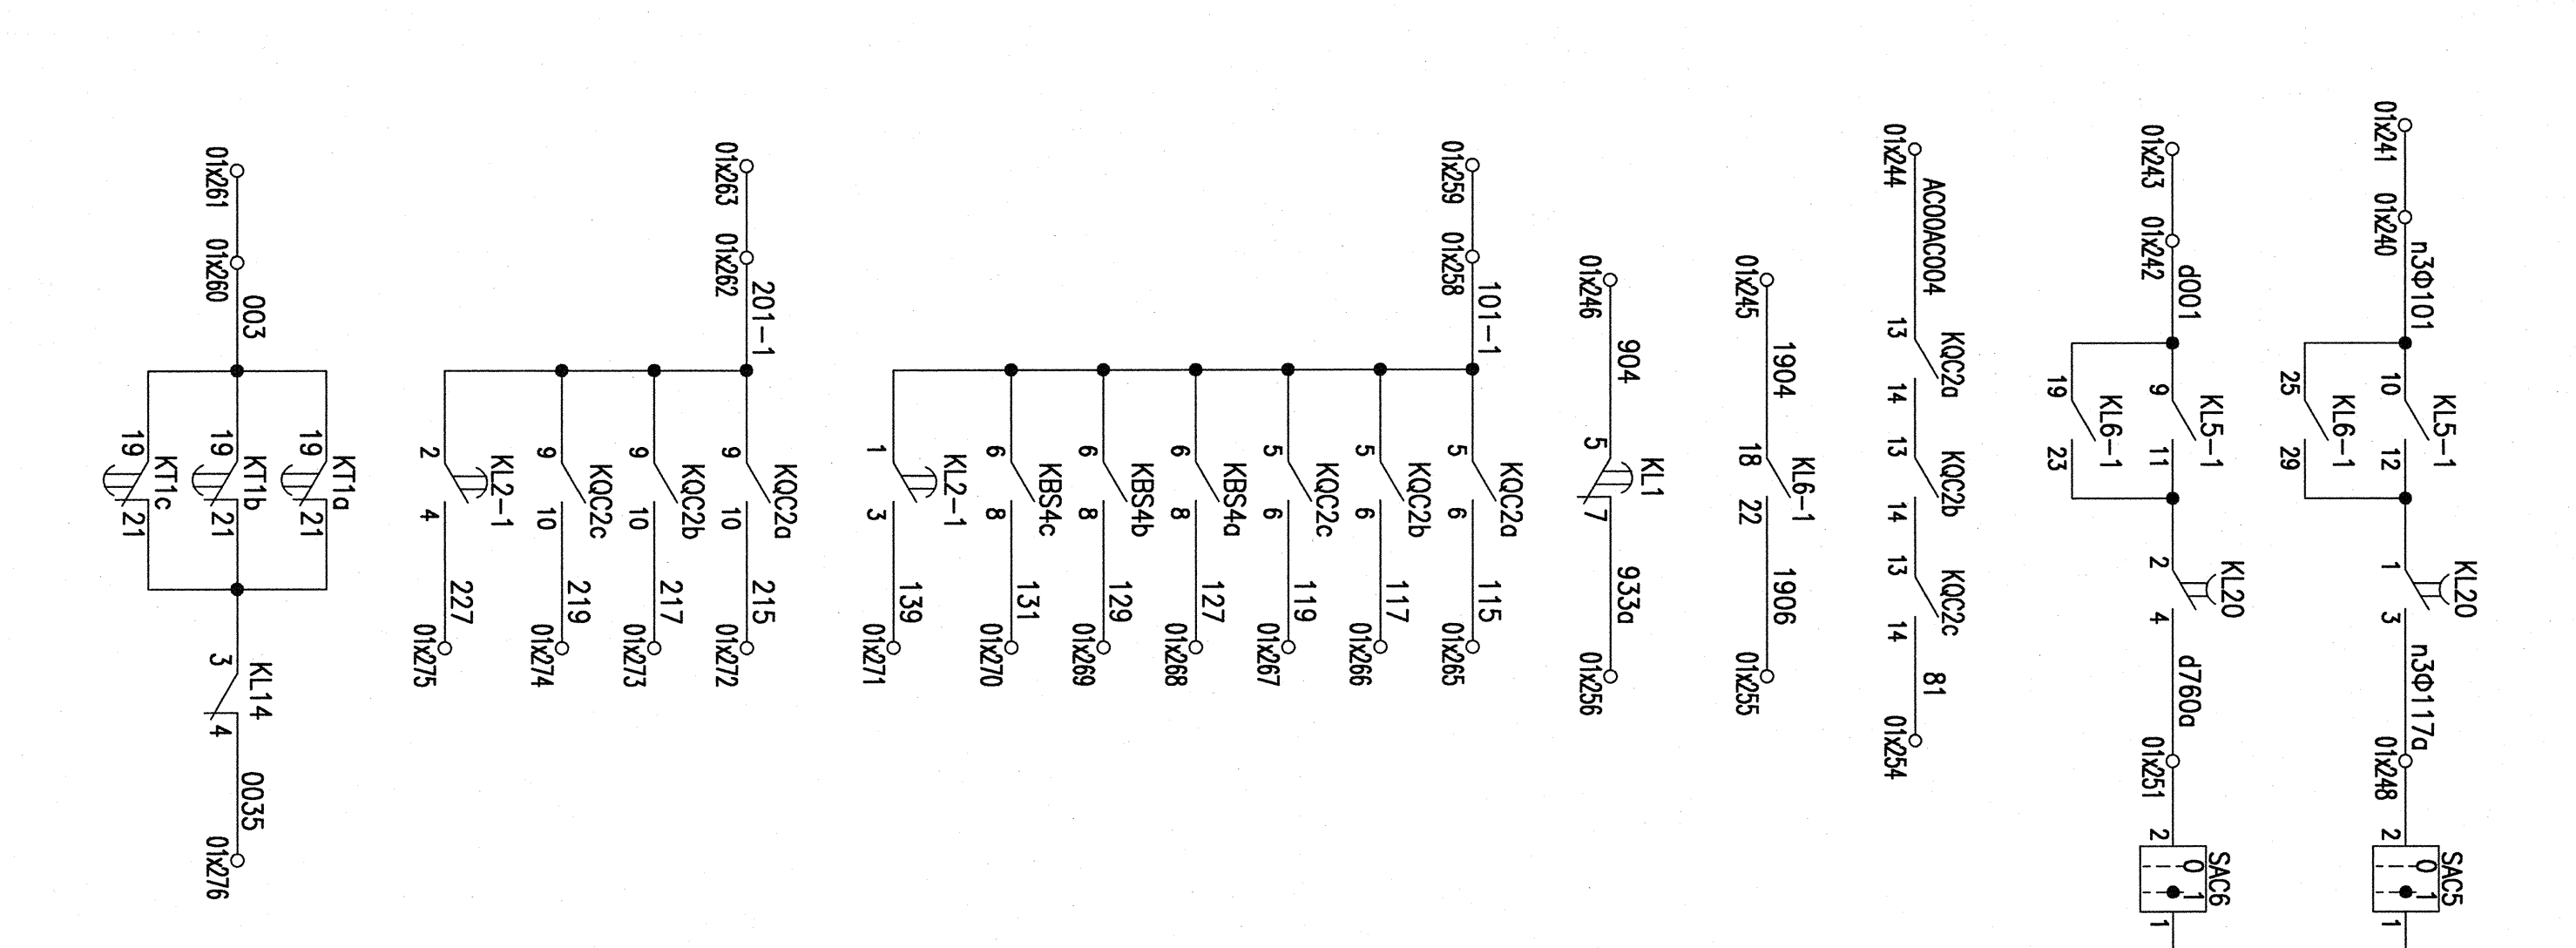 01x241 01x240 n3Ф101
10 KL5-1 12
25 KL6-1 29
1 KL20 3
n3Ф117a 01x248
2 SAC5
0 1
1
01x243 01x242 d001
9 KL5-1 11
19 KL6-1 23
2 KL20 4
d760a 01x251
2 SAC6
0 1
1
01x244 AC00AC004
13 KQC2a 14
13 KQC2b 14
13 KQC2c 14
81 01x254
01x245 1904
18 KL6-1 22
1906 01x255
01x246 904
5 KL1 7
933a 01x256
01x259 01x258 101-1
5 KQC2a 6 115 01x265
5 KQC2b 6 117 01x266
5 KQC2c 6 119 01x267
6 KBS4a 8 127 01x268
6 KBS4b 8 129 01x269
6 KBS4c 8 131 01x270
1 KL2-1 3 139 01x271
01x263 01x262 201-1
9 KQC2a 10 215 01x272
9 KQC2b 10 217 01x273
9 KQC2c 10 219 01x274
2 KL2-1 4 227 01x275
01x261 01x260 003
19 KT1a 21
19 KT1b 21
19 KT1c 21
3 KL14 4
0035 01x276